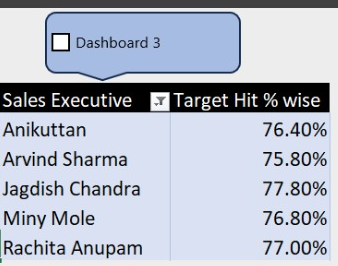 Dashboard 3
Sales Executive Target Hit % wise
Anikuttan 76.40%
Arvind Sharma 75.80%
Jagdish Chandra 77.80%
Miny Mole 76.80%
Rachita Anupam 77.00%